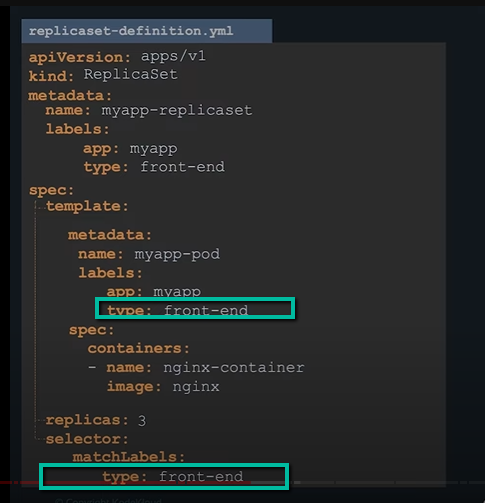 replicaset-definition.yml
apiVersion: apps/v1
kind: ReplicaSet
metadata:
name: myapp-replicaset
labels:
app: myapp
type: front-end
spec:
template:
metadata:
name: myapp-pod
labels:
app: myapp
type: front-end
spec:
containers:
- name: nginx-container
image: nginx
replicas: 3
selector:
matchLabels:
type: front-end